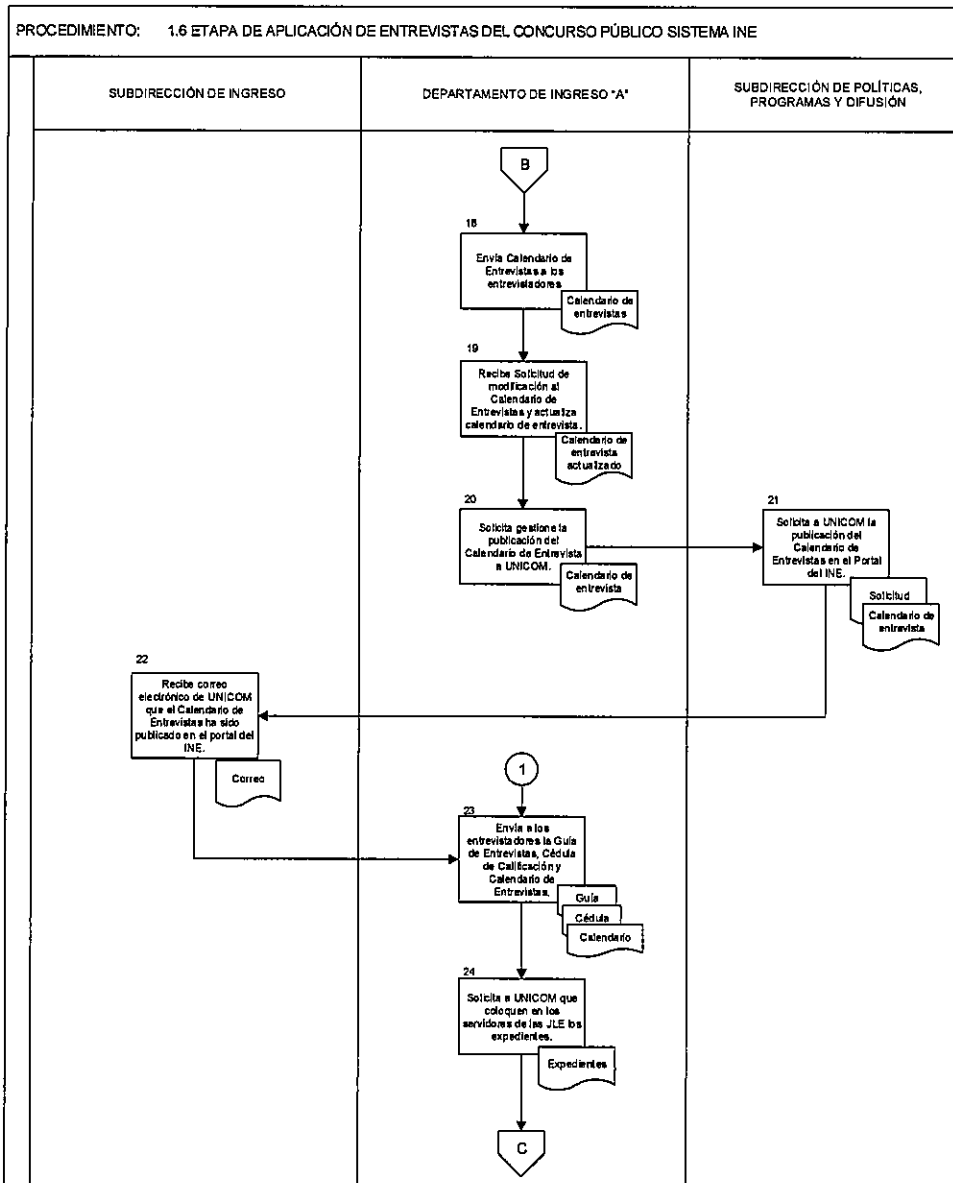 PROCEDIMIENTO: 1.6 ETAPA DE APLICACIÓN DE ENTREVISTAS DEL CONCURSO PÚBLICO SISTEMA INE
SUBDIRECCIÓN DE INGRESO
DEPARTAMENTO DE INGRESO "A"
SUBDIRECCIÓN DE POLÍTICAS,
PROGRAMAS Y DIFUSIÓN
B
18
Envía Calendario de
Entrevistas a los
entrevistadores
Calendario de
entrevistas
19
Recibe Solicitud de
modificación al
Calendario de
Entrevistas y actualiza
calendario de entrevista.
Calendario de
entrevista
actualizado
20
Solicita gestione la
publicación del
Calendario de Entrevista
a UNICOM.
Calendario de
entrevista
21
Solicita a UNICOM la
publicación del
Calendario de
Entrevistas en el Portal
del INE.
Solicitud
Calendario de
entrevista
22
Recibe correo
electrónico de UNICOM
que el Calendario de
Entrevistas ha sido
publicado en el portal del
INE.
Correo
1
23
Envía a los
entrevistadores la Guía
de Entrevistas, Cédula
de Calificación y
Calendario de
Entrevistas.
Guía
Cédula
Calendario
24
Solicita a UNICOM que
coloquen en los
servidores de las JLE los
expedientes.
Expedientes
C